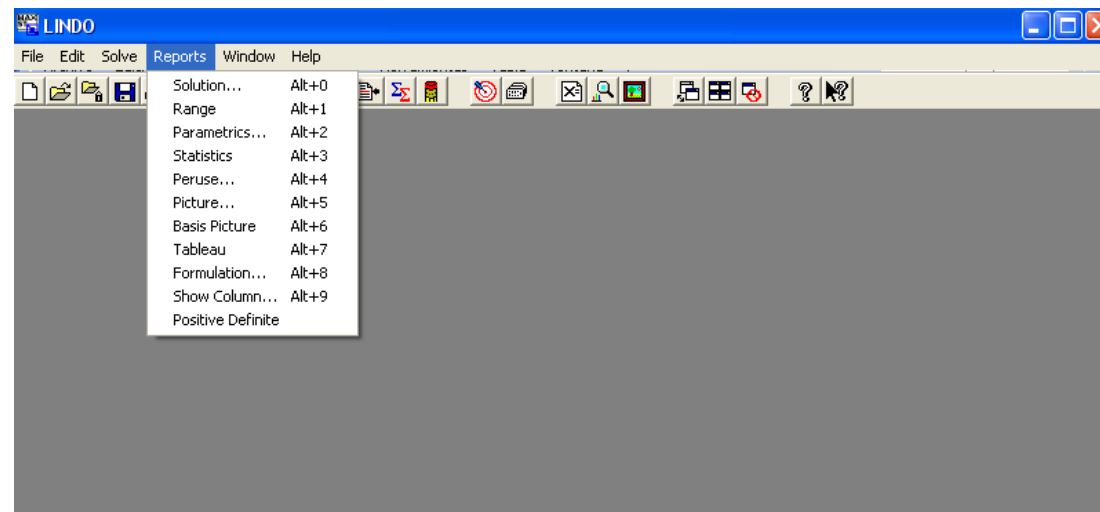 LINDO
File Edit Solve Reports Window Help
Solution... Alt+0
Range Alt+1
Parametrics... Alt+2
Statistics Alt+3
Peruse... Alt+4
Picture... Alt+5
Basis Picture Alt+6
Tableau Alt+7
Formulation... Alt+8
Show Column... Alt+9
Positive Definite